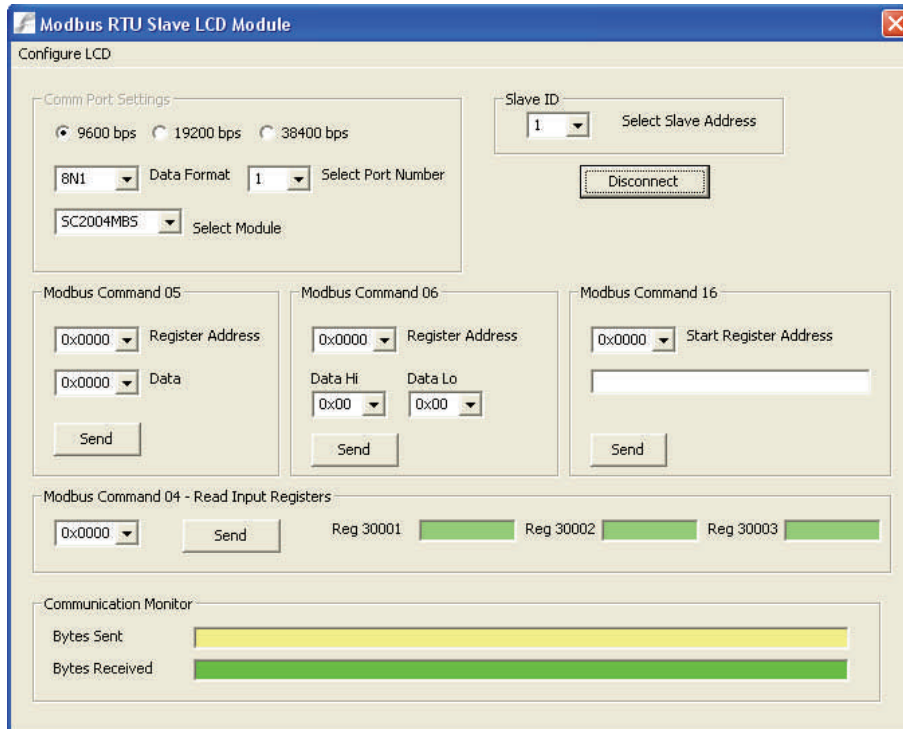 Modbus RTU Slave LCD Module
Configure LCD
Comm Port Settings
9600 bps 19200 bps 38400 bps
8N1 Data Format 1 Select Port Number
SC2004MBS Select Module
Slave ID
1 Select Slave Address
Disconnect
Modbus Command 05
0x0000 Register Address
0x0000 Data
Send
Modbus Command 06
0x0000 Register Address
Data Hi Data Lo
0x00 0x00
Send
Modbus Command 16
0x0000 Start Register Address
Send
Modbus Command 04 - Read Input Registers
0x0000 Send Reg 30001 Reg 30002 Reg 30003
Communication Monitor
Bytes Sent
Bytes Received